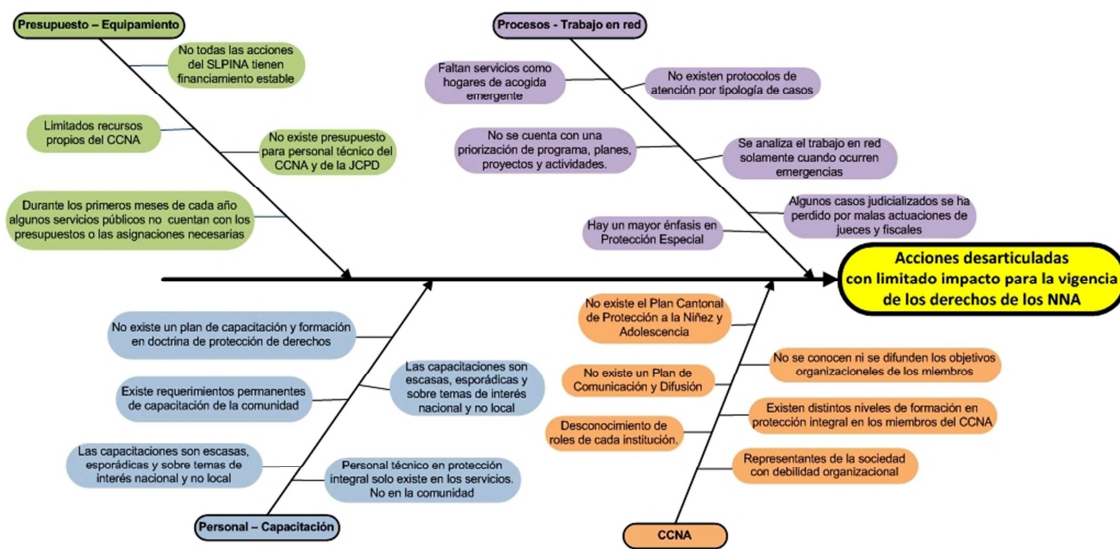 Presupuesto – Equipamiento
No todas las acciones
del SLPINA tienen
financiamiento estable
Limitados recursos
propios del CCNA
No existe presupuesto
para personal técnico del
CCNA y de la JCPD
Durante los primeros meses de cada año
algunos servicios públicos no cuentan con los
presupuestos o las asignaciones necesarias
Procesos - Trabajo en red
Faltan servicios como
hogares de acogida
emergente
No existen protocolos de
atención por tipología de casos
No se cuenta con una
priorización de programa, planes,
proyectos y actividades.
Se analiza el trabajo en red
solamente cuando ocurren
emergencias
Algunos casos judicializados se ha
perdido por malas actuaciones de
jueces y fiscales
Hay un mayor énfasis en
Protección Especial
Acciones desarticuladas
con limitado impacto para la vigencia
de los derechos de los NNA
No existe un plan de capacitación y formación
en doctrina de protección de derechos
Las capacitaciones son
escasas, esporádicas y
sobre temas de interés
nacional y no local
Existe requerimientos permanentes
de capacitación de la comunidad
Las capacitaciones son escasas,
esporádicas y sobre temas de
interés nacional y no local
Personal técnico en protección
integral solo existe en los servicios.
No en la comunidad
Personal – Capacitación
No existe el Plan Cantonal
de Protección a la Niñez y
Adolescencia
No se conocen ni se difunden los objetivos
organizacioneles de los miembros
No existe un Plan de
Comunicación y Difusión
Existen distintos niveles de formación en
protección integral en los miembros del CCNA
Desconocimiento de
roles de cada institución.
Representantes de la sociedad
con debilidad organizacional
CCNA